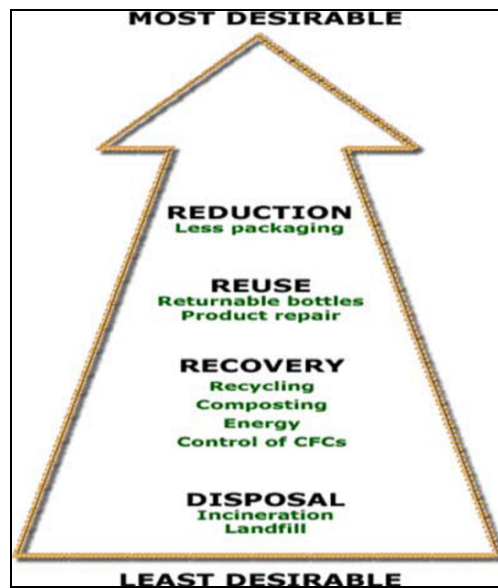 MOST DESIRABLE
REDUCTION
Less packaging
REUSE
Returnable bottles
Product repair
RECOVERY
Recycling
Composting
Energy
Control of CFCs
DISPOSAL
Incineration
Landfill
LEAST DESIRABLE